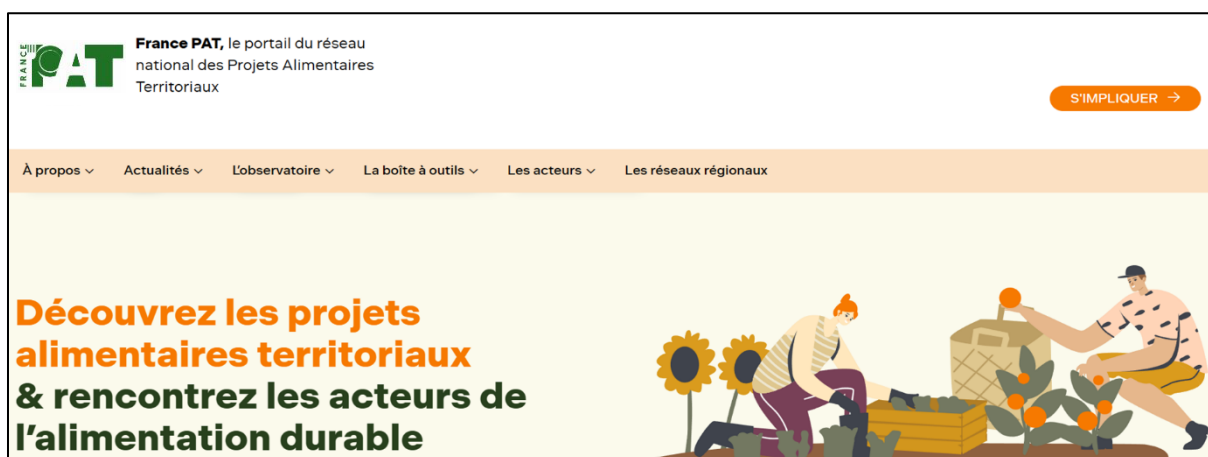 FRANCE
PAT
France PAT, le portail du réseau
national des Projets Alimentaires
Territoriaux
S'IMPLIQUER →
À propos
Actualités
L'observatoire
La boîte à outils
Les acteurs
Les réseaux régionaux
Découvrez les projets
alimentaires territoriaux
& rencontrez les acteurs de
l'alimentation durable